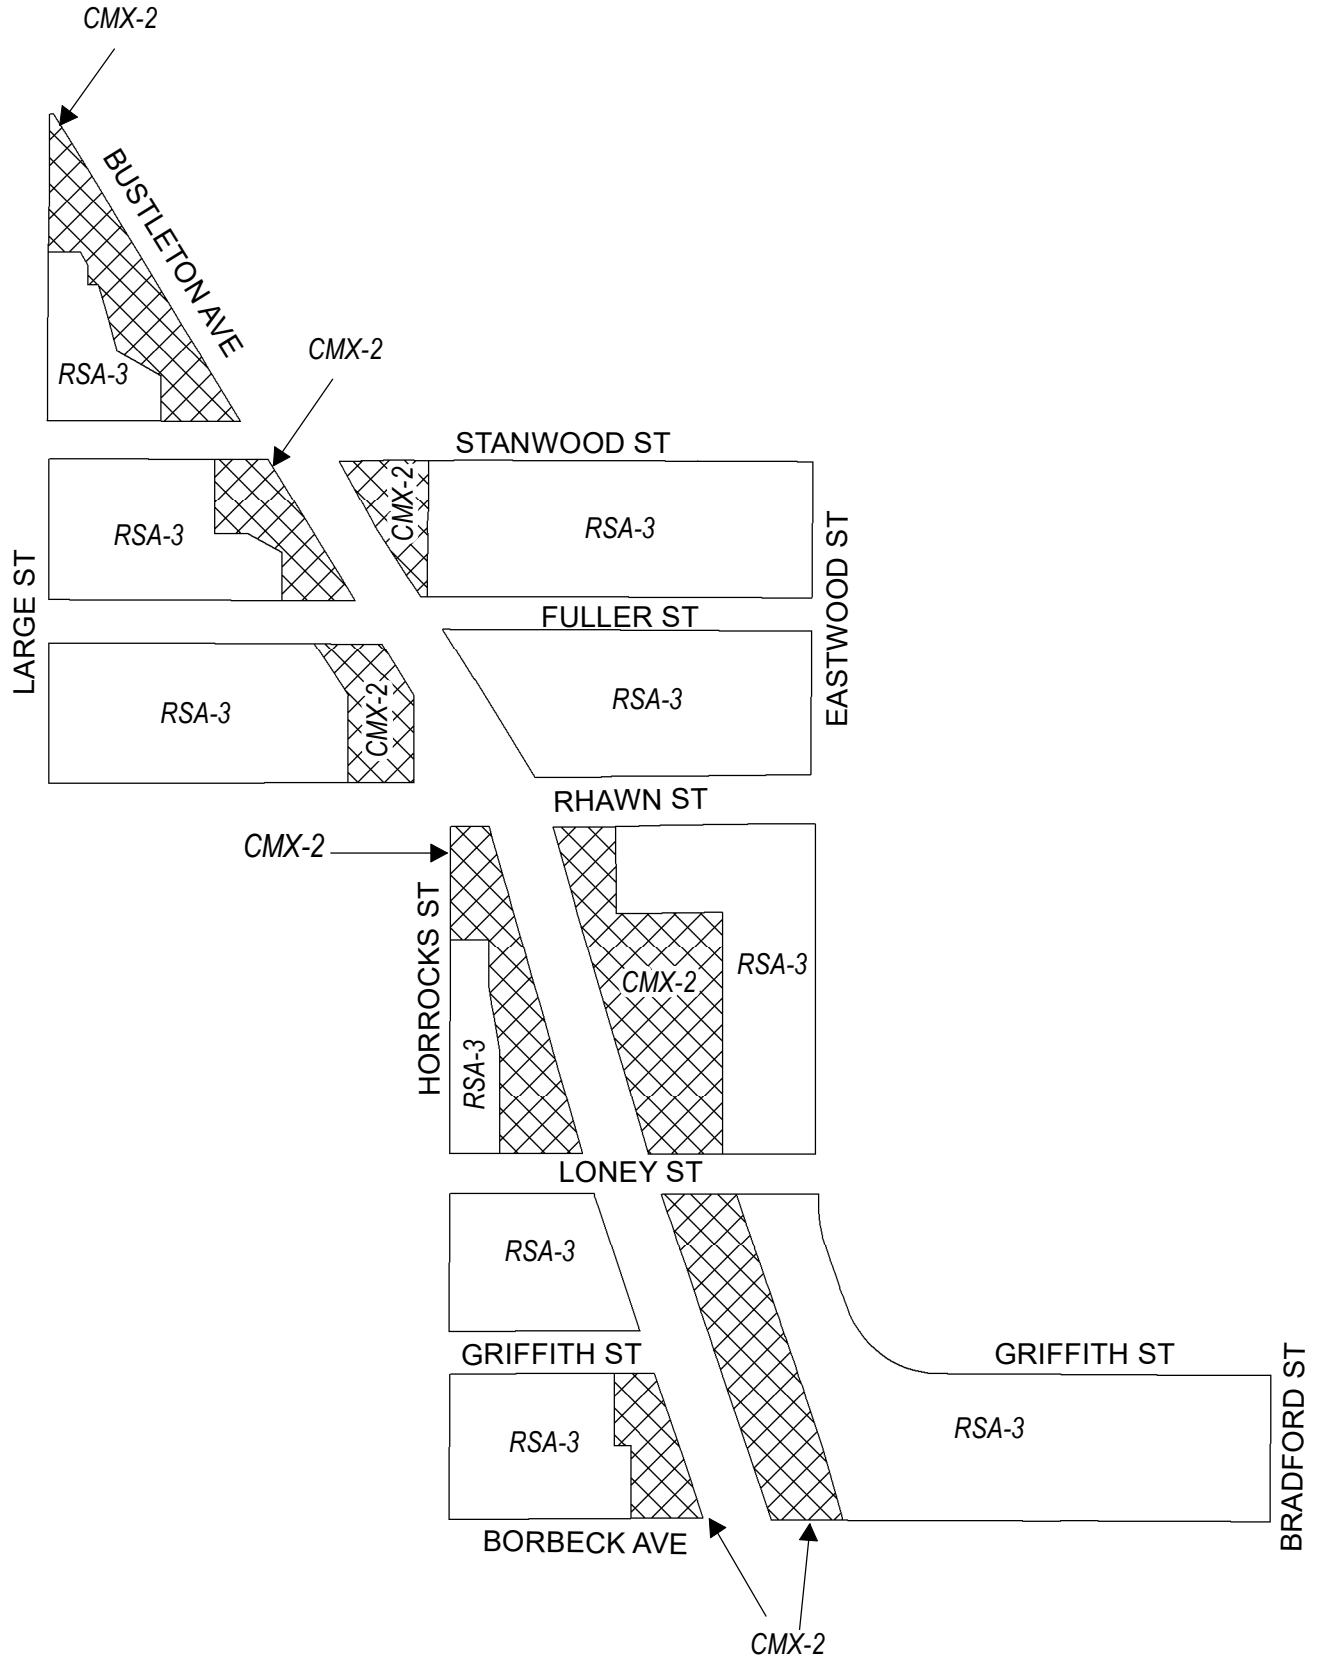 CMX-2
BUSTLETON AVE
RSA-3
CMX-2
STANWOOD ST
RSA-3
CMX-2
RSA-3
LARGE ST
EASTWOOD ST
FULLER ST
RSA-3
CMX-2
RSA-3
RHAWN ST
CMX-2
HORROCKS ST
RSA-3
CMX-2
RSA-3
LONEY ST
RSA-3
GRIFFITH ST
GRIFFITH ST
BRADFORD ST
RSA-3
RSA-3
BORBECK AVE
CMX-2